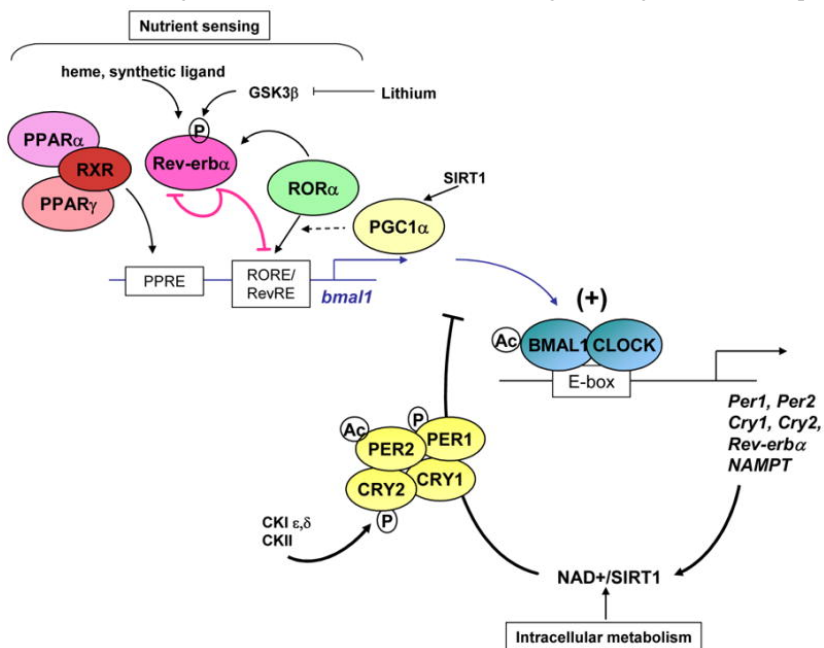 Nutrient sensing
heme, synthetic ligand
GSK3β
Lithium
P
PPARα
RXR
PPARγ
Rev-erbα
RORα
SIRT1
PGC1α
PPRE
RORE/
RevRE
bmal1
(+)
Ac
BMAL1
CLOCK
E-box
Per1, Per2
Cry1, Cry2,
Rev-erbα
NAMPT
Ac
P
PER2
PER1
CRY2
CRY1
P
CKI ε,δ
CKII
NAD+/SIRT1
Intracellular metabolism